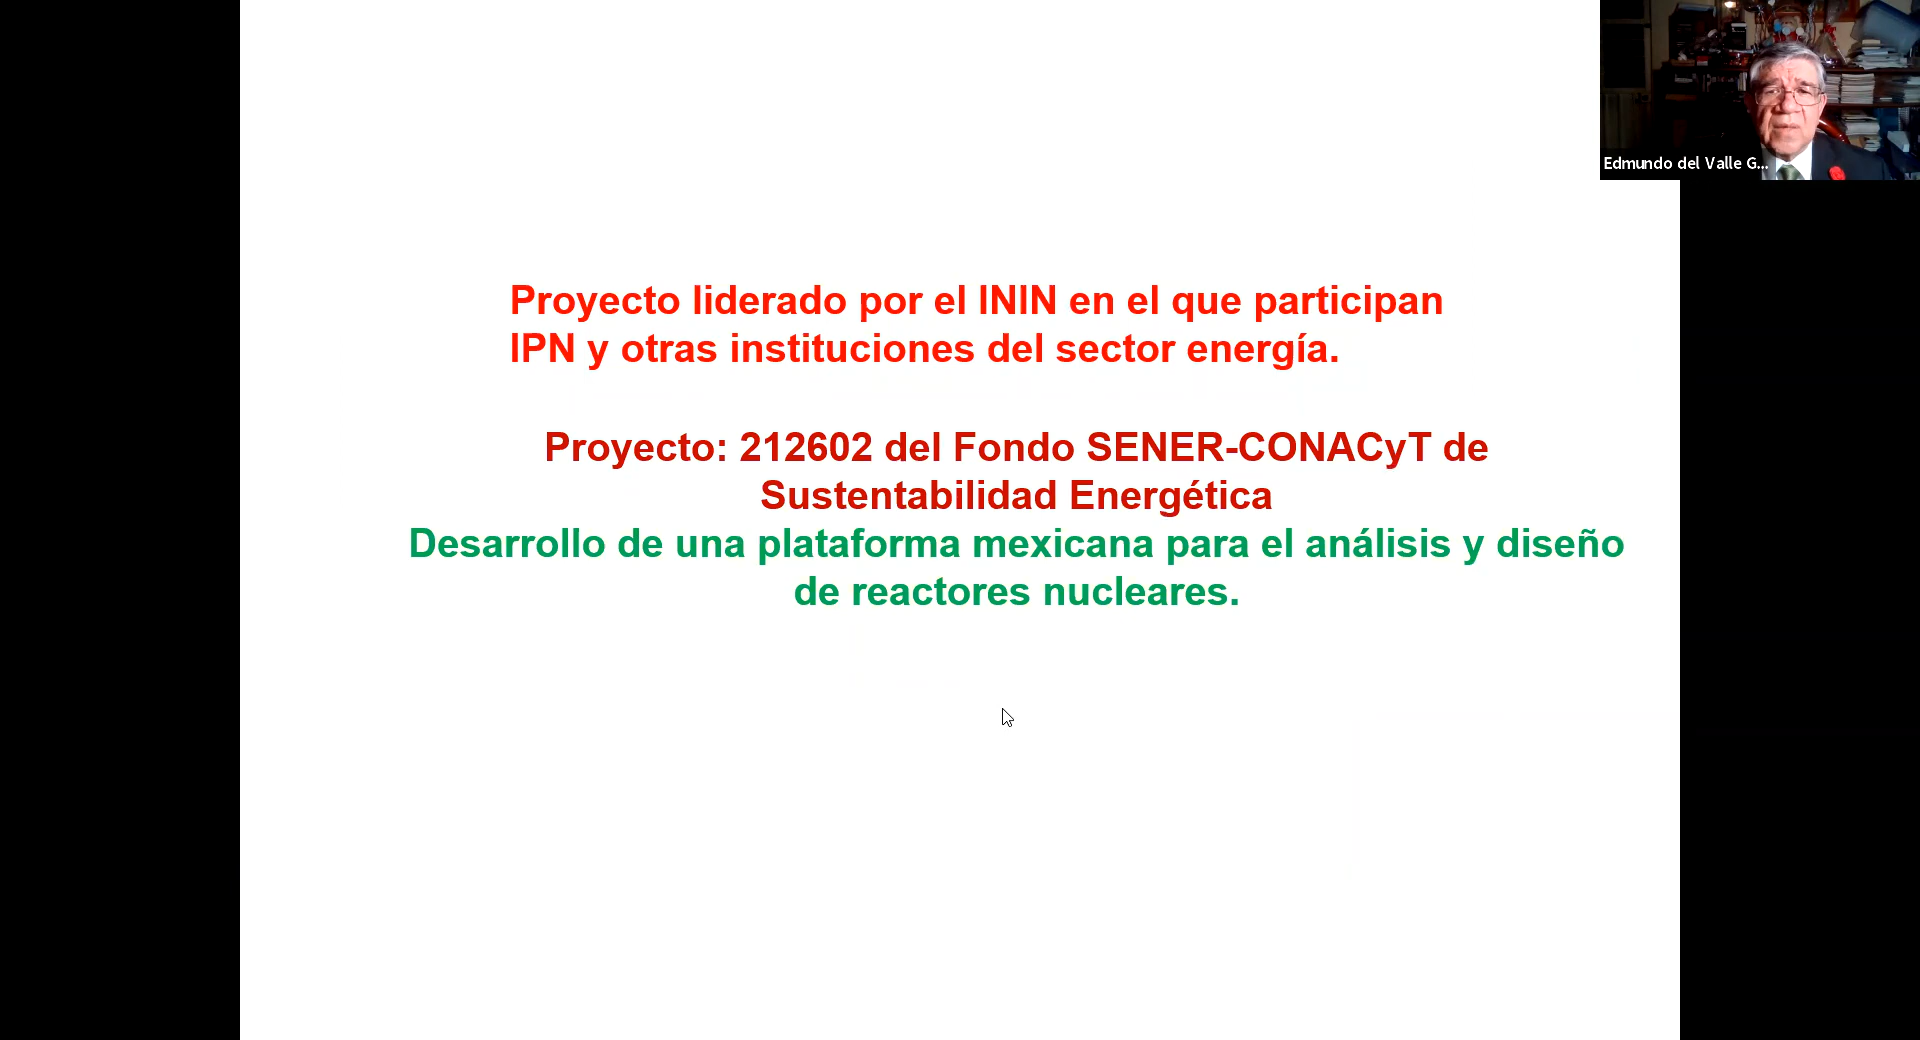 Edmundo del Valle G...
Proyecto liderado por el ININ en el que participan
IPN y otras instituciones del sector energía.
Proyecto: 212602 del Fondo SENER-CONACyT de
Sustentabilidad Energética
Desarrollo de una plataforma mexicana para el análisis y diseño
de reactores nucleares.